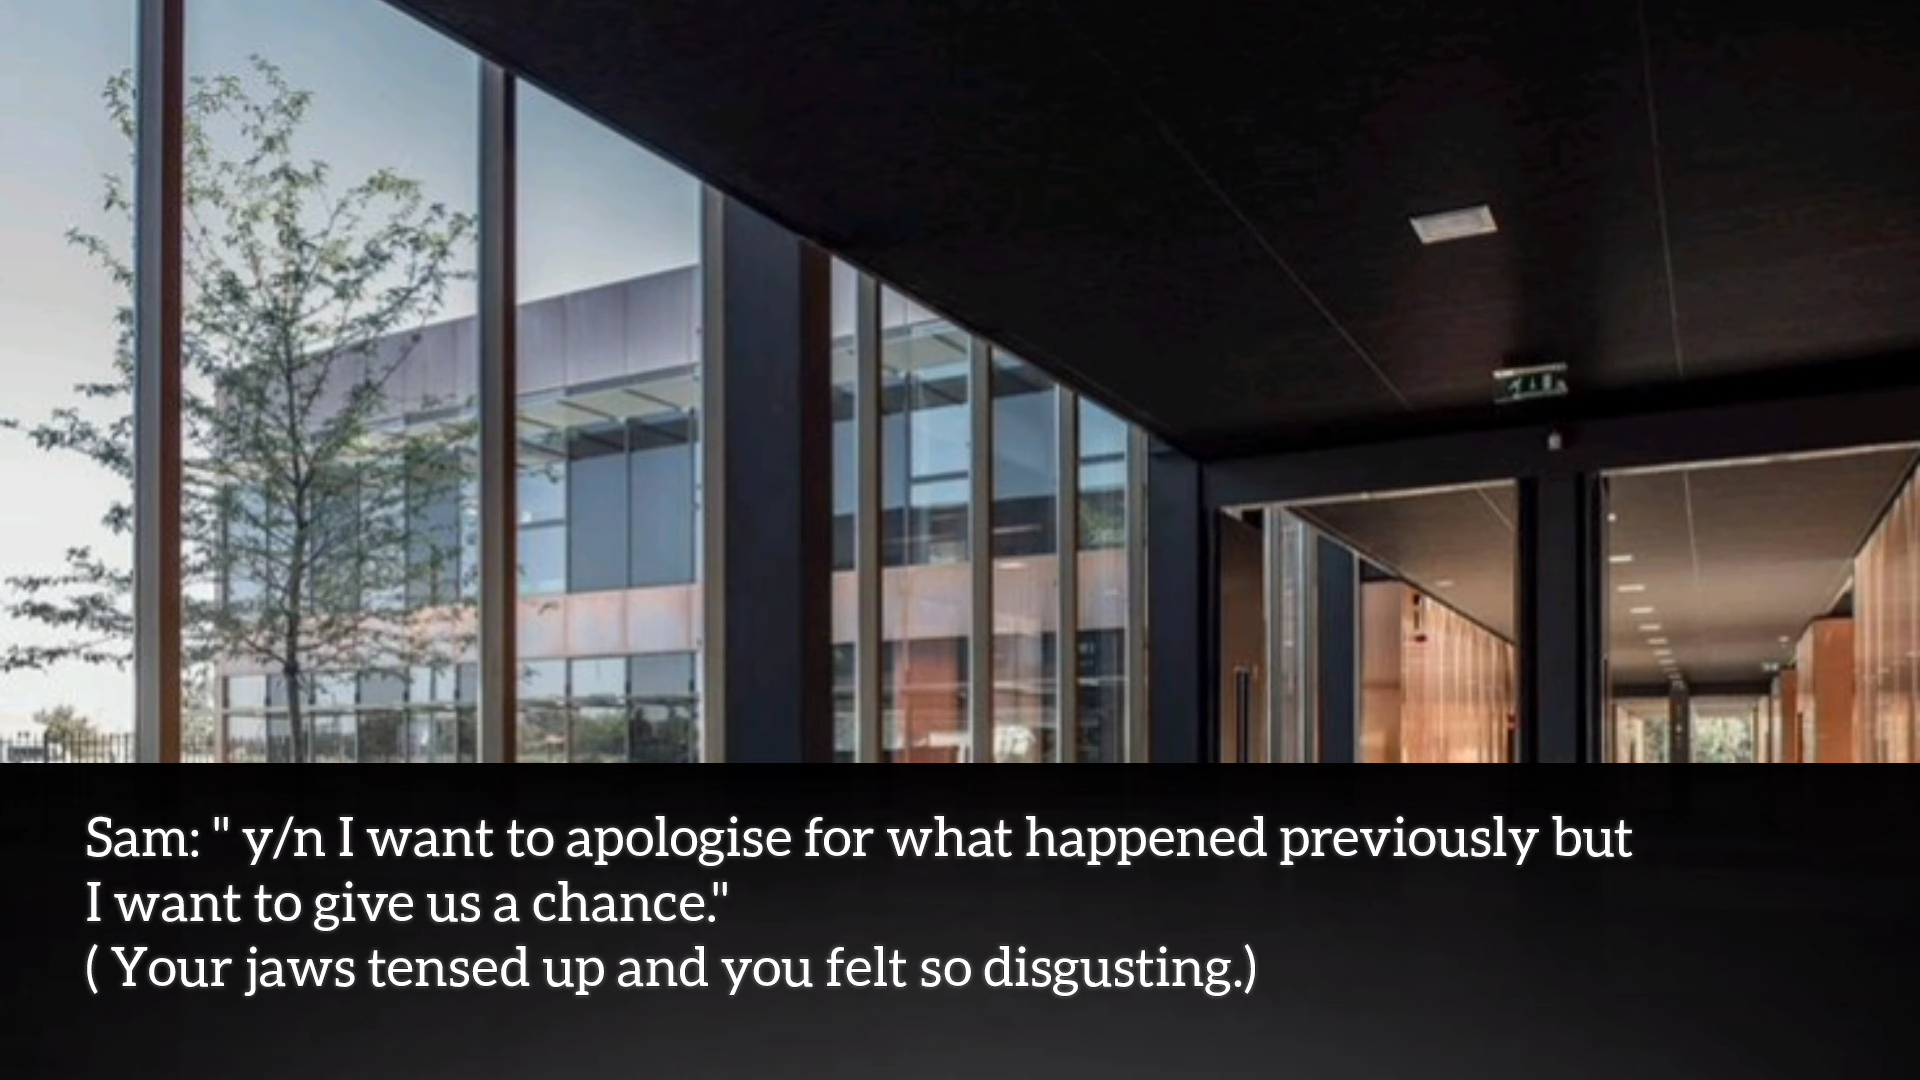 Sam: " y/n I want to apologise for what happened previously but
I want to give us a chance."
( Your jaws tensed up and you felt so disgusting.)